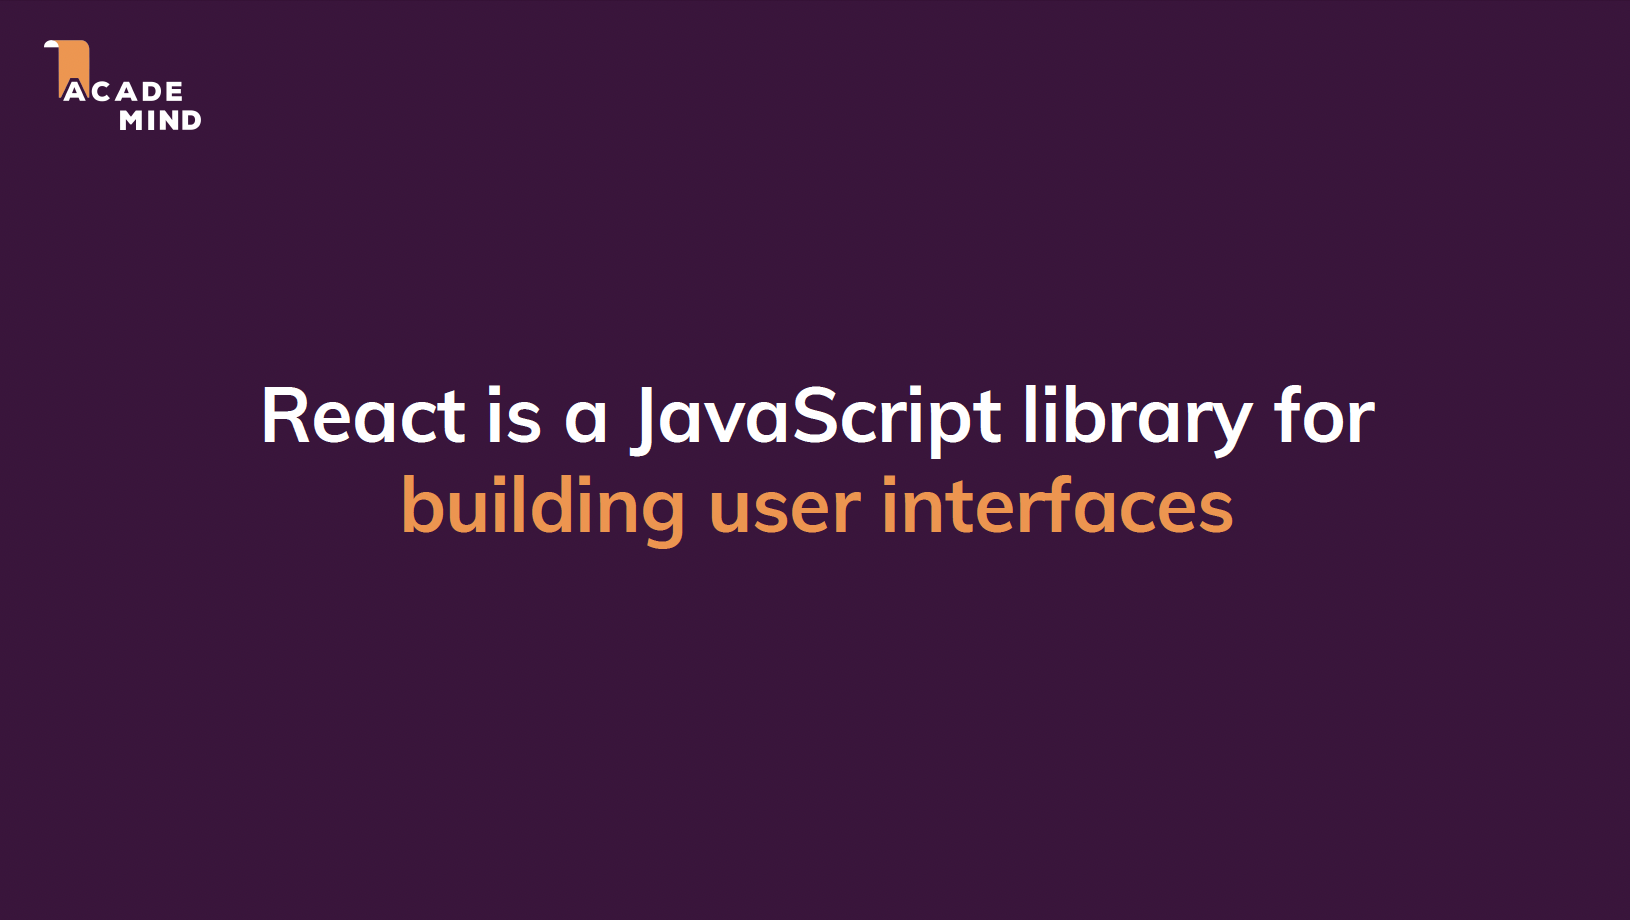 ACADE
MIND
React is a JavaScript library for
building user interfaces